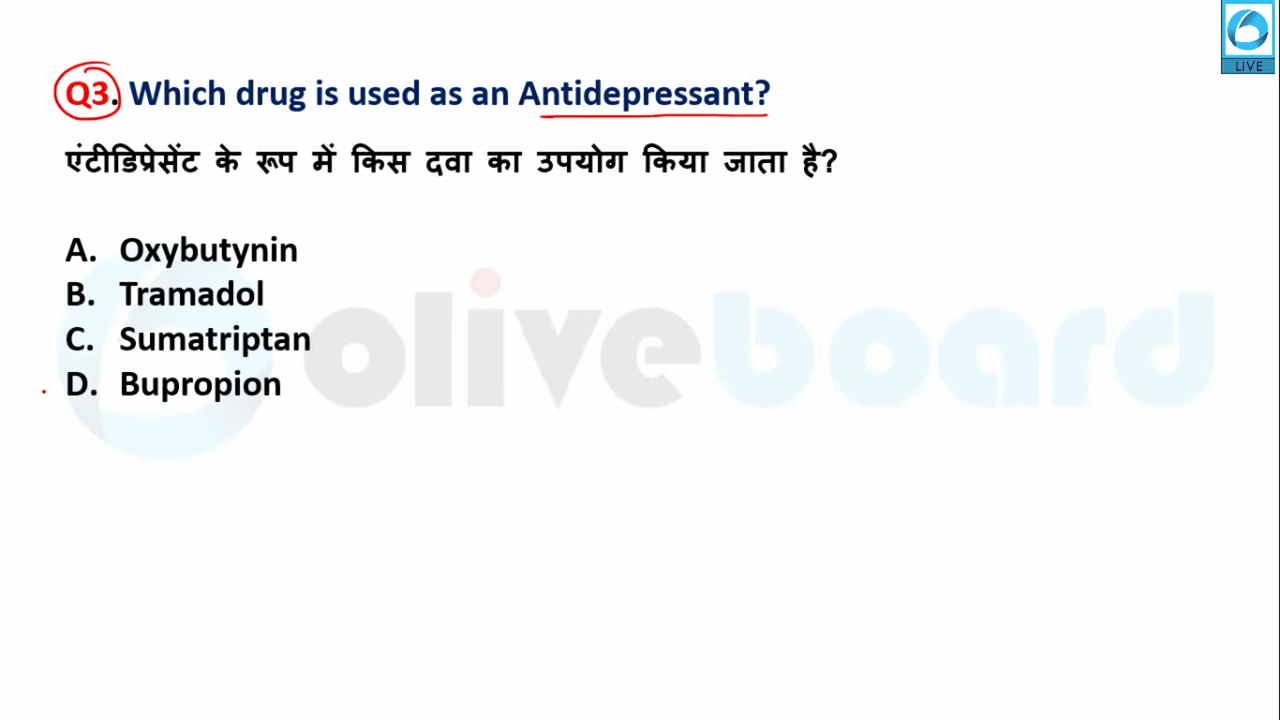 LIVE
Q3. Which drug is used as an Antidepressant?
एंटीडिप्रेसेंट के रूप में किस दवा का उपयोग किया जाता है?
A. Oxybutynin
B. Tramadol
C. Sumatriptan
D. Bupropion
oliveboard